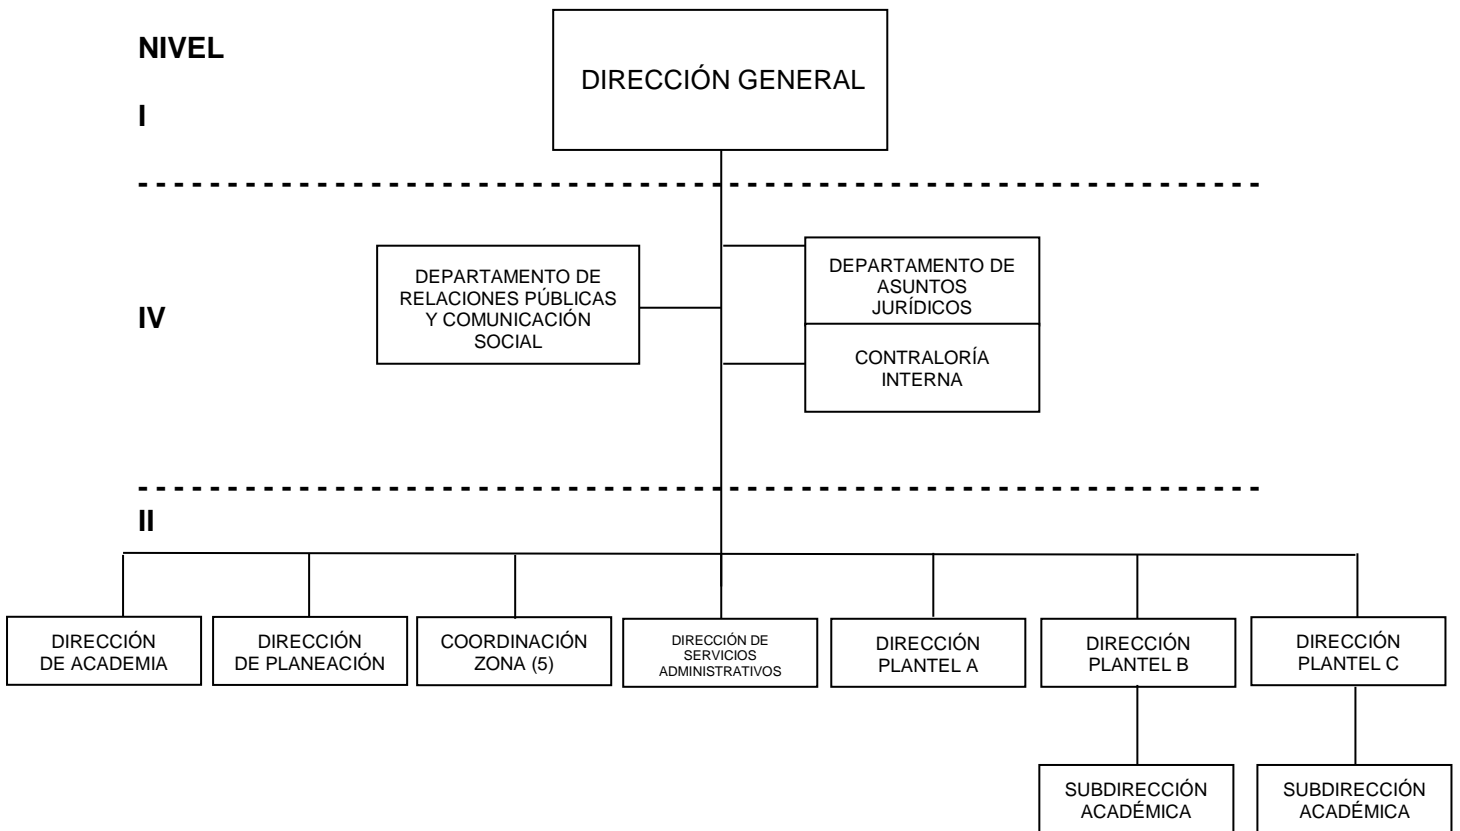 NIVEL
DIRECCIÓN GENERAL
I
DEPARTAMENTO DE
RELACIONES PÚBLICAS
Y COMUNICACIÓN
SOCIAL
DEPARTAMENTO DE
ASUNTOS
JURÍDICOS
IV
CONTRALORÍA
INTERNA
II
DIRECCIÓN
DE ACADEMIA
DIRECCIÓN
DE PLANEACIÓN
COORDINACIÓN
ZONA (5)
DIRECCIÓN DE
SERVICIOS
ADMINISTRATIVOS
DIRECCIÓN
PLANTEL A
DIRECCIÓN
PLANTEL B
DIRECCIÓN
PLANTEL C
SUBDIRECCIÓN
ACADÉMICA
SUBDIRECCIÓN
ACADÉMICA